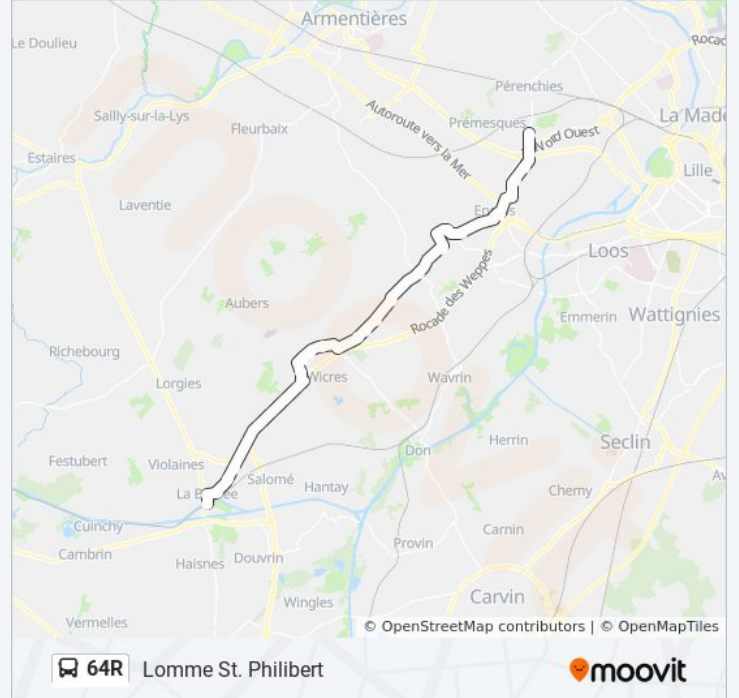 Armentières
Le Doulieu
Rocad
Pérenchies
Sailly-sur-la-Lys
Autoroute vers la Mer
Prémesques
La Made
Fleurbaix
Nord Ouest
Estaires
Lille
Laventie
Loos
Rocade des Weppes
Aubers
Emmerin
Wattignies
Richebourg
Lorgies
Wicres
Wavrin
Seclin
Herrin
Don
Festubert
Violaines
Salomé
Hantay
Chemy
Cuinchy
Carnin
Cambrin
Haisnes
Douvrin
Provin
Wingles
Carvin
Vermelles
© OpenStreetMap contributors | © OpenMapTiles
64R Lomme St. Philibert
moovit